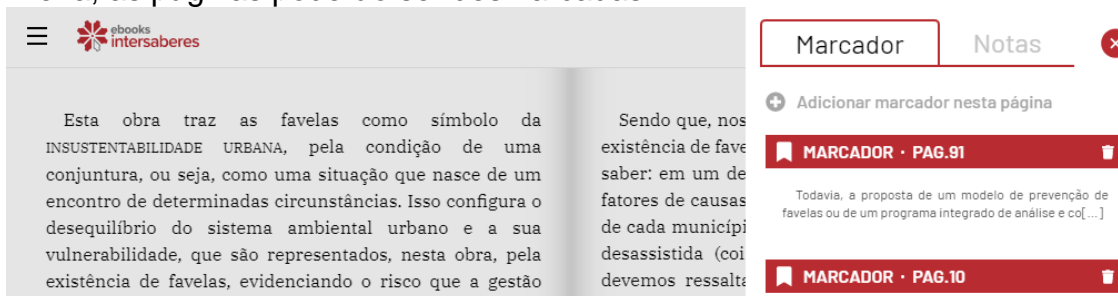 ebooks
intersaberes
Esta obra traz as favelas como símbolo da
INSUSTENTABILIDADE URBANA, pela condição de uma
conjuntura, ou seja, como uma situação que nasce de um
encontro de determinadas circunstâncias. Isso configura o
desequilíbrio do sistema ambiental urbano e a sua
vulnerabilidade, que são representados, nesta obra, pela
existência de favelas, evidenciando o risco que a gestão
Sendo que, nos
existência de fave
saber: em um de
fatores de causas
de cada municípi
desassistida (coi
devemos ressalta
Marcador Notas
Adicionar marcador nesta página
MARCADOR · PAG.91
Todavia, a proposta de um modelo de prevenção de
favelas ou de um programa integrado de análise e co[...]
MARCADOR · PAG.10